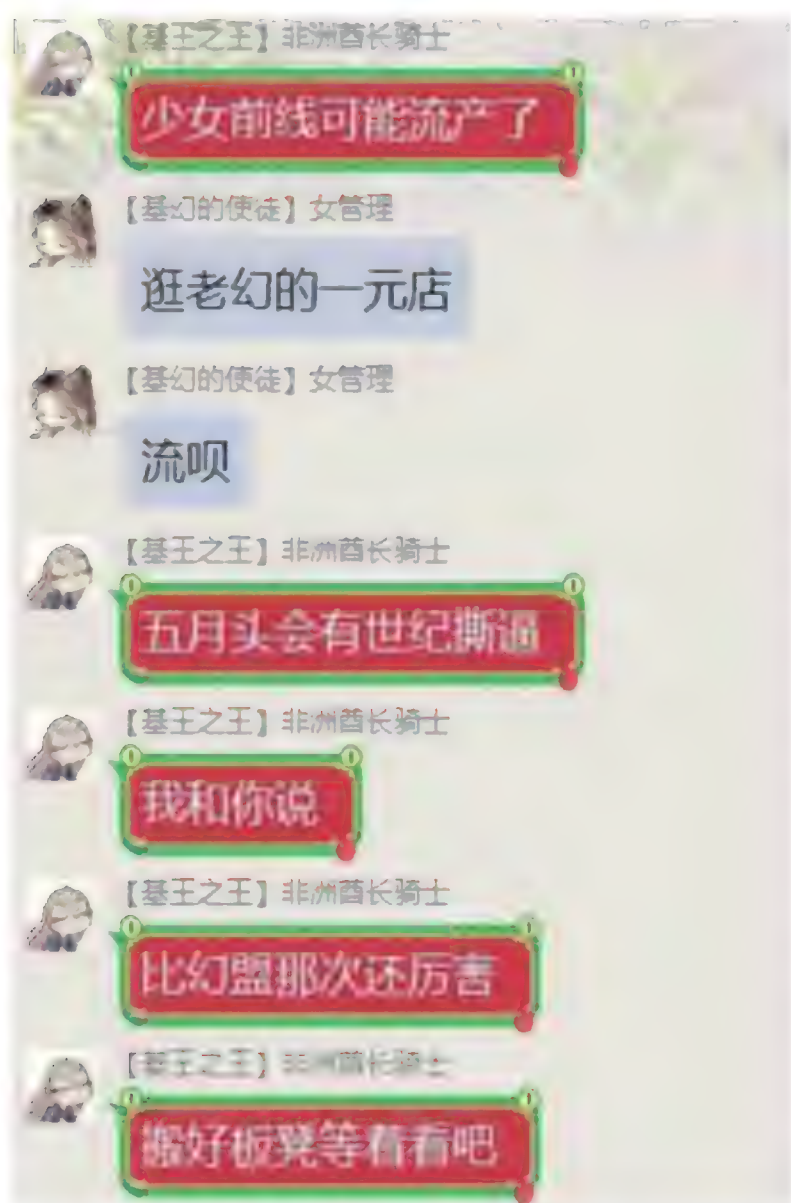 【基王之王】非洲酋长骑士
少女前线可能流产了
【基幻的使徒】女管理
逛老幻的一元店
【基幻的使徒】女管理
流呗
【基王之王】非洲酋长骑士
五月头会有世纪撕逼
【基王之王】非洲酋长骑士
我和你说
【基王之王】非洲酋长骑士
比幻盟那次还厉害
【基王之王】非洲酋长骑士
搬好板凳等着看吧